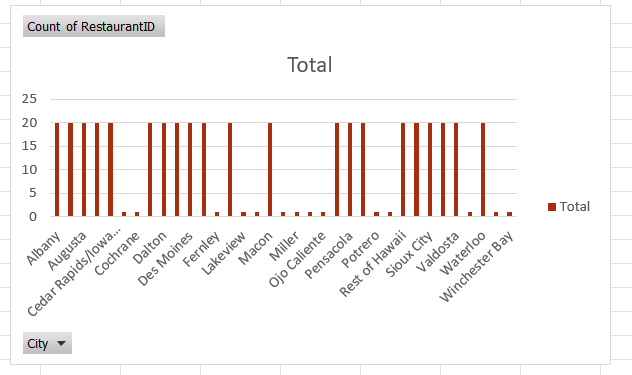 Count of RestaurantID
Total
25
20
15
10
5
0
Albany
Augusta
Cedar Rapids/Iowa...
Cochrane
Dalton
Des Moines
Fernley
Lakeview
Macon
Miller
Ojo Caliente
Pensacola
Potrero
Rest of Hawaii
Sioux City
Valdosta
Waterloo
Winchester Bay
Total
City